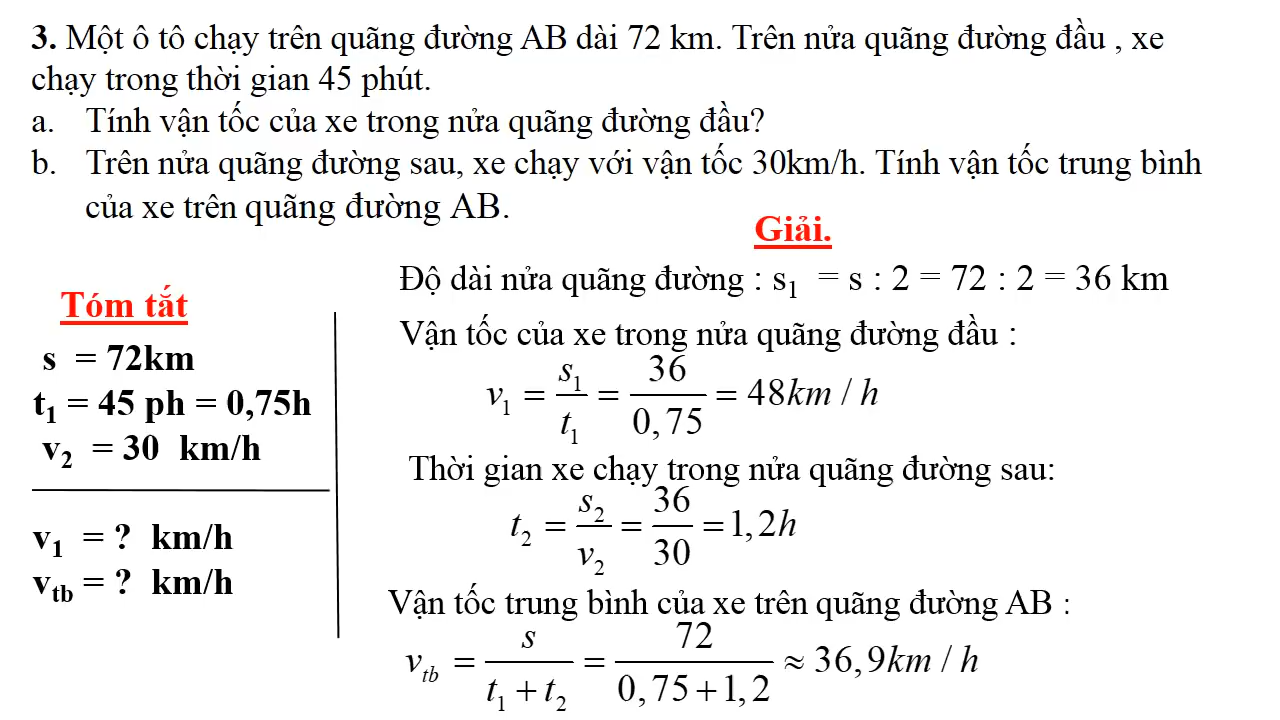 3. Một ô tô chạy trên quãng đường AB dài 72 km. Trên nửa quãng đường đầu , xe
chạy trong thời gian 45 phút.
a. Tính vận tốc của xe trong nửa quãng đường đầu?
b. Trên nửa quãng đường sau, xe chạy với vận tốc 30km/h. Tính vận tốc trung bình
của xe trên quãng đường AB.
Tóm tắt
s = 72km
t₁ = 45 ph = 0,75h
v₂ = 30 km/h
v₁ = ? km/h
v_tb = ? km/h
Giải.
Độ dài nửa quãng đường : s₁ = s : 2 = 72 : 2 = 36 km
Vận tốc của xe trong nửa quãng đường đầu :
v₁ = s₁/t₁ = 36/0,75 = 48km / h
Thời gian xe chạy trong nửa quãng đường sau:
t₂ = s₂/v₂ = 36/30 = 1,2h
Vận tốc trung bình của xe trên quãng đường AB :
v_tb = s/(t₁ + t₂) = 72/(0,75+1,2) ≈ 36,9km / h